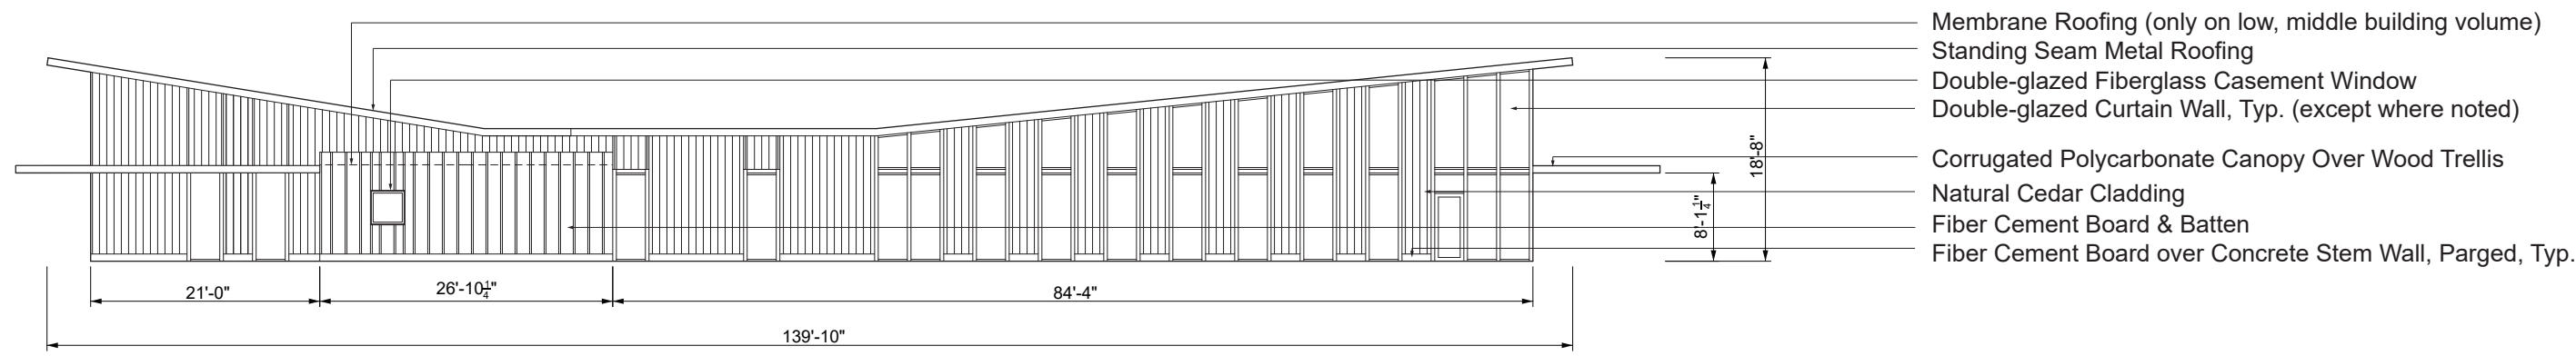 Membrane Roofing (only on low, middle building volume)
Standing Seam Metal Roofing
Double-glazed Fiberglass Casement Window
Double-glazed Curtain Wall, Typ. (except where noted)
Corrugated Polycarbonate Canopy Over Wood Trellis
Natural Cedar Cladding
Fiber Cement Board & Batten
Fiber Cement Board over Concrete Stem Wall, Parged, Typ.
18'-8"
8'-1 1/4"
21'-0"
26'-10 1/4"
84'-4"
139'-10"